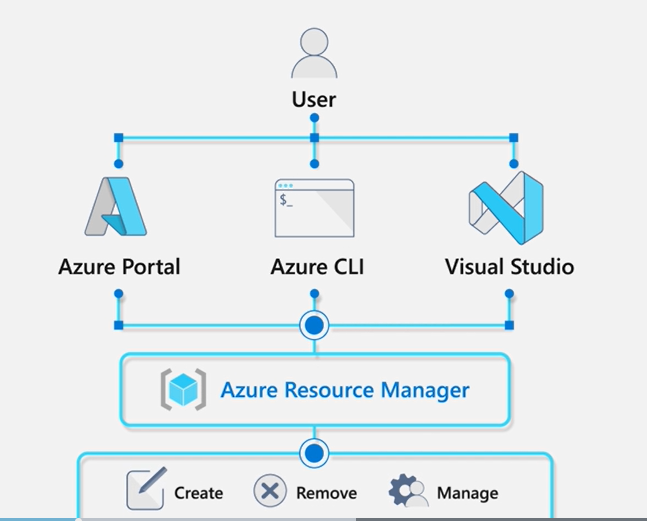 User
$_
Azure Portal
Azure CLI
Visual Studio
Azure Resource Manager
Create
Remove
Manage